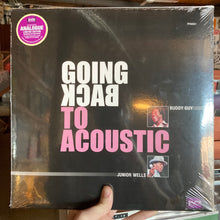 ANALOGUE
GOING
BACK
TO
ACOUSTIC
BUDDY GUY
JUNIOR WELLS